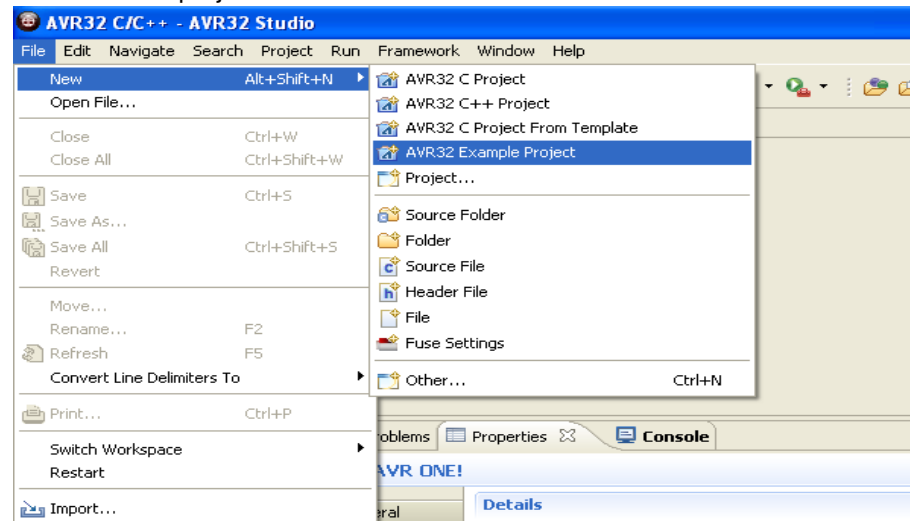 AVR32 C/C++ - AVR32 Studio
File Edit Navigate Search Project Run Framework Window Help
New Alt+Shift+N
Open File...
Close Ctrl+W
Close All Ctrl+Shift+W
Save Ctrl+S
Save As...
Save All Ctrl+Shift+S
Revert
Move...
Rename... F2
Refresh F5
Convert Line Delimiters To
Print... Ctrl+P
Switch Workspace
Restart
Import...
AVR32 C Project
AVR32 C++ Project
AVR32 C Project From Template
AVR32 Example Project
Project...
Source Folder
Folder
Source File
Header File
File
Fuse Settings
Other... Ctrl+N
oblems Properties Console
AVR ONE!
eral Details